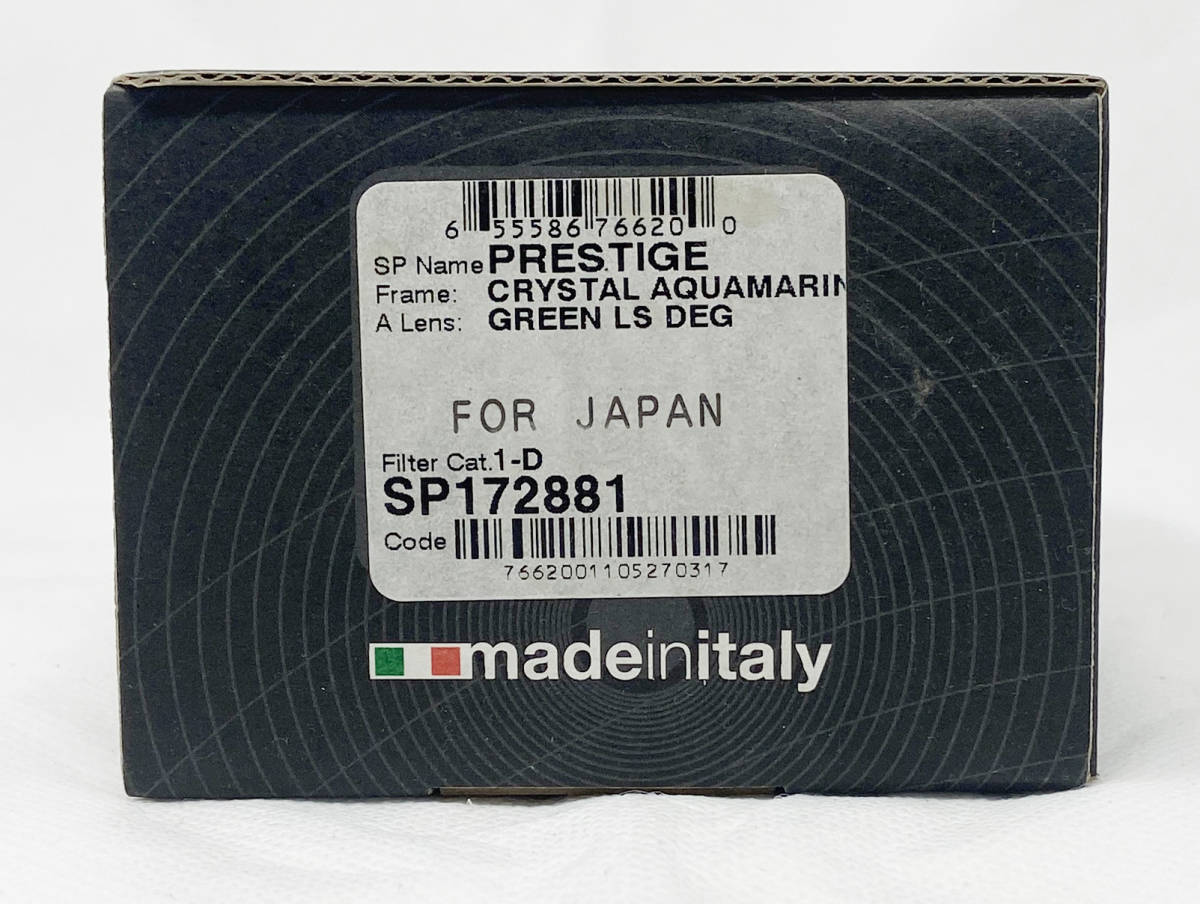 6 55586 76620 0
SP Name PRESTIGE
Frame: CRYSTAL AQUAMARIN
A Lens: GREEN LS DEG
FOR JAPAN
Filter Cat. 1-D
SP172881
Code
7662001105270317
madeinitaly